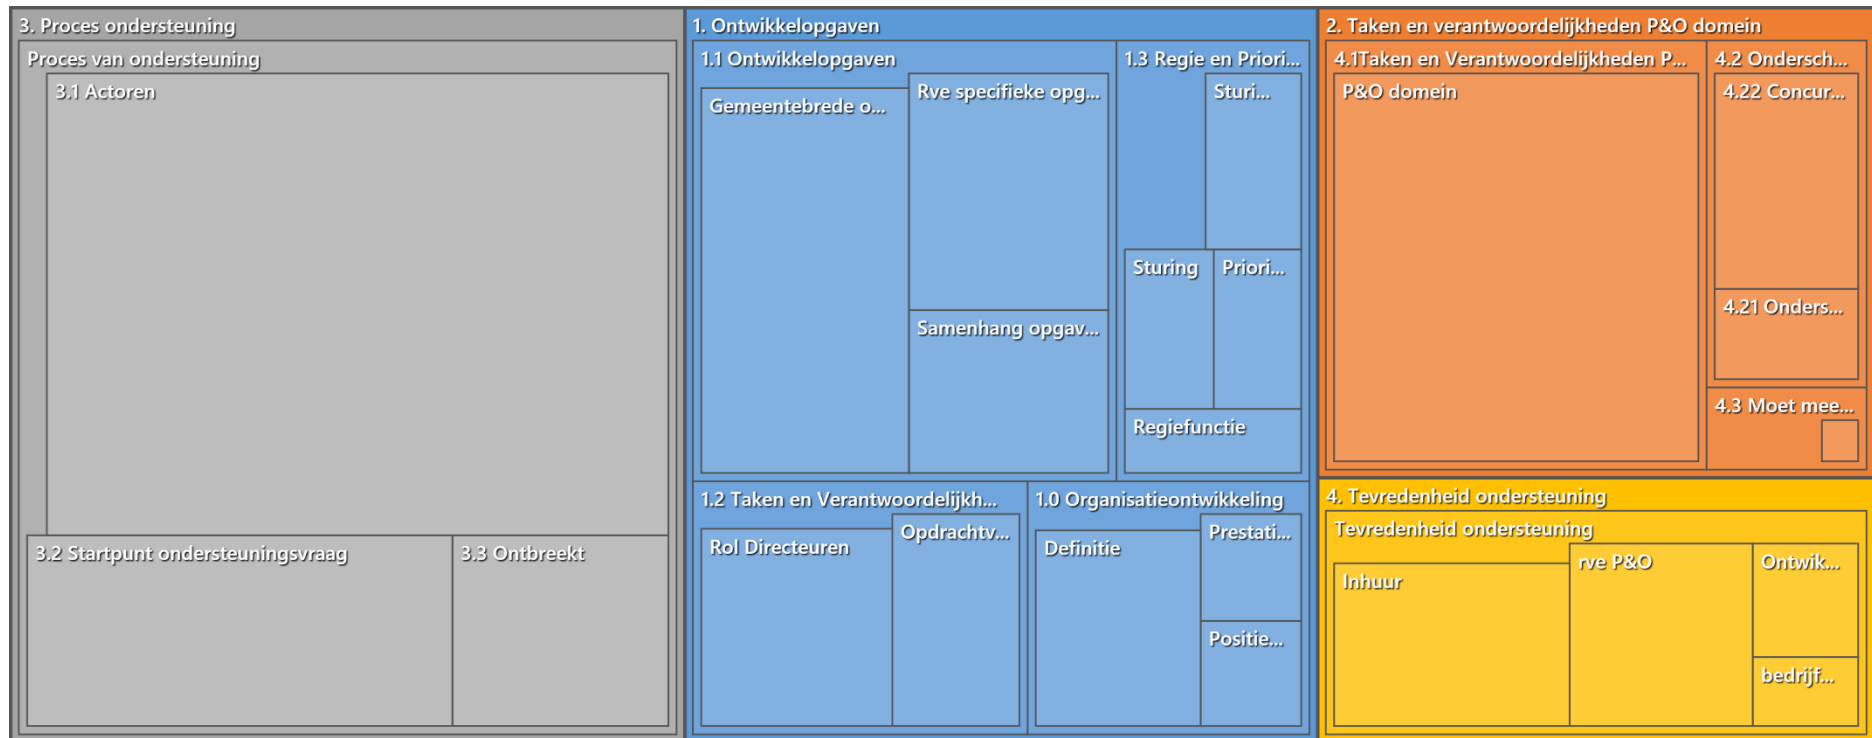 3. Proces ondersteuning
Proces van ondersteuning
3.1 Actoren
3.2 Startpunt ondersteuningsvraag
3.3 Ontbreekt
1. Ontwikkelopgaven
1.1 Ontwikkelopgaven
Gemeentebrede o...
Rve specifieke opg...
Samenhang opgav...
1.3 Regie en Priori...
Sturi...
Sturing
Priori...
Regiefunctie
1.2 Taken en Verantwoordelijkh...
Rol Directeuren
Opdrachtv...
1.0 Organisatieontwikkeling
Definitie
Prestati...
Positie...
2. Taken en verantwoordelijkheden P&O domein
4.1Taken en Verantwoordelijkheden P...
P&O domein
4.2 Ondersch...
4.22 Concur...
4.21 Onders...
4.3 Moet mee...
4. Tevredenheid ondersteuning
Tevredenheid ondersteuning
Inhuur
rve P&O
Ontwik...
bedrijf...